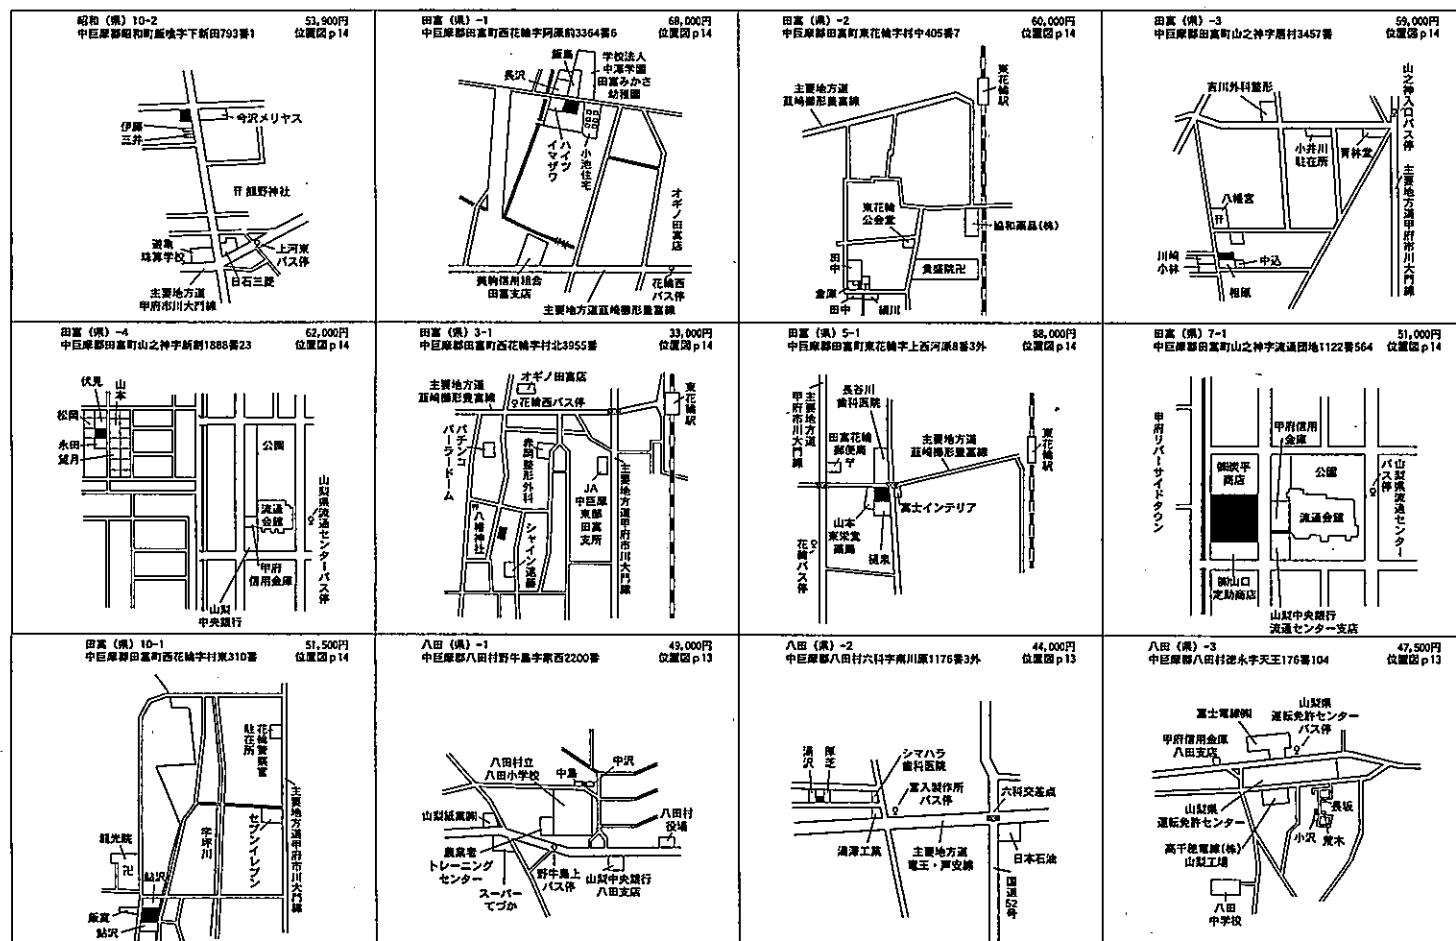 昭和（県）10-2　53,900円
中巨摩郡昭和町飯喰字下新田793番1　位置図p14
今沢メリヤス
伊藤
三井
熊野神社
遊亀
珠算学校
上河東
バス停
日石三菱
主要地方道
甲府市川大門線
田富（県）-1　68,000円
中巨摩郡田富町西花輪字阿原前3364番6　位置図p14
飯島
長沢
学校法人
中澤学園
田富みかさ
幼稚園
ハイツ
イマザワ
小池住宅
オギノ田富店
信用組合
田富支店
花輪西
バス停
主要地方道韮崎櫛形豊富線
田富（県）-2　60,000円
中巨摩郡田富町東花輪字村中405番7　位置図p14
主要地方道
韮崎櫛形豊富線
東花輪駅
東花輪
公会堂
協和薬品(株)
田中
貴盛院卍
倉原
田中
細川
田富（県）-3　59,000円
中巨摩郡田富町山之神字居村3457番　位置図p14
山之神入口バス停
吉川外科整形
小井川
駐在所
青林堂
主要地方道甲府市川大門線
八幡宮
川崎
小林
中込
相原
田富（県）-4　62,000円
中巨摩郡田富町山之神字新割1888番23　位置図p14
伏見
山本
松岡
永田
望月
公園
流通
会館
山梨県流通センターバス停
甲府
信用金庫
山梨
中央銀行
田富（県）3-1　33,000円
中巨摩郡田富町西花輪字村北3955番　位置図p14
主要地方道
韮崎櫛形豊富線
オギノ田富店
花輪西バス停
東花輪駅
パチンコ
パーラードーム
赤岡整形外科
JA
中巨摩
東部
田富
支所
主要地方道甲府市川大門線
八幡神社
シャイン遠藤
田富（県）5-1　88,000円
中巨摩郡田富町東花輪字上西河原8番3外　位置図p14
主要地方道
甲府市川大門線
長谷川
歯科医院
田富花輪
郵便局
主要地方道
韮崎櫛形豊富線
東花輪駅
富士インテリア
山本
東栄堂
薬局
花輪バス停
田富（県）7-1　51,000円
中巨摩郡田富町山之神字流通団地1122番564　位置図p14
甲府リバーサイドタウン
甲府信用
金庫
㈱炭平
商店
公園
流通会館
山梨県流通センター
バス停
㈱山口
定助商店
山梨中央銀行
流通センター支店
田富（県）10-1　51,500円
中巨摩郡田富町西花輪字村東310番　位置図p14
花輪警察官
駐在所
主要地方道甲府市川大門線
セブンイレブン
龍光院
卍
鮎沢
飯室
鮎沢
八田（県）-1　49,000円
中巨摩郡八田村野牛島字家西2200番　位置図p13
八田村立
八田小学校
中島
中沢
山梨紙業㈱
八田村
役場
農業者
トレーニング
センター
野牛島上
バス停
山梨中央銀行
八田支店
スーパー
てづか
八田（県）-2　44,000円
中巨摩郡八田村六科字南川原1176番3外　位置図p13
湯沢
厚芝
シマハラ
歯科医院
富入製作所
バス停
六科交差点
湯澤工業
主要地方道
竜王・芦安線
日本石油
国道52号
八田（県）-3　47,500円
中巨摩郡八田村徳永字天王176番104　位置図p13
富士電線㈱
山梨県
運転免許センター
バス停
甲府信用金庫
八田支店
山梨県
運転免許センター
長坂
小沢
荒木
高千穂電線(株)
山梨工場
八田
中学校